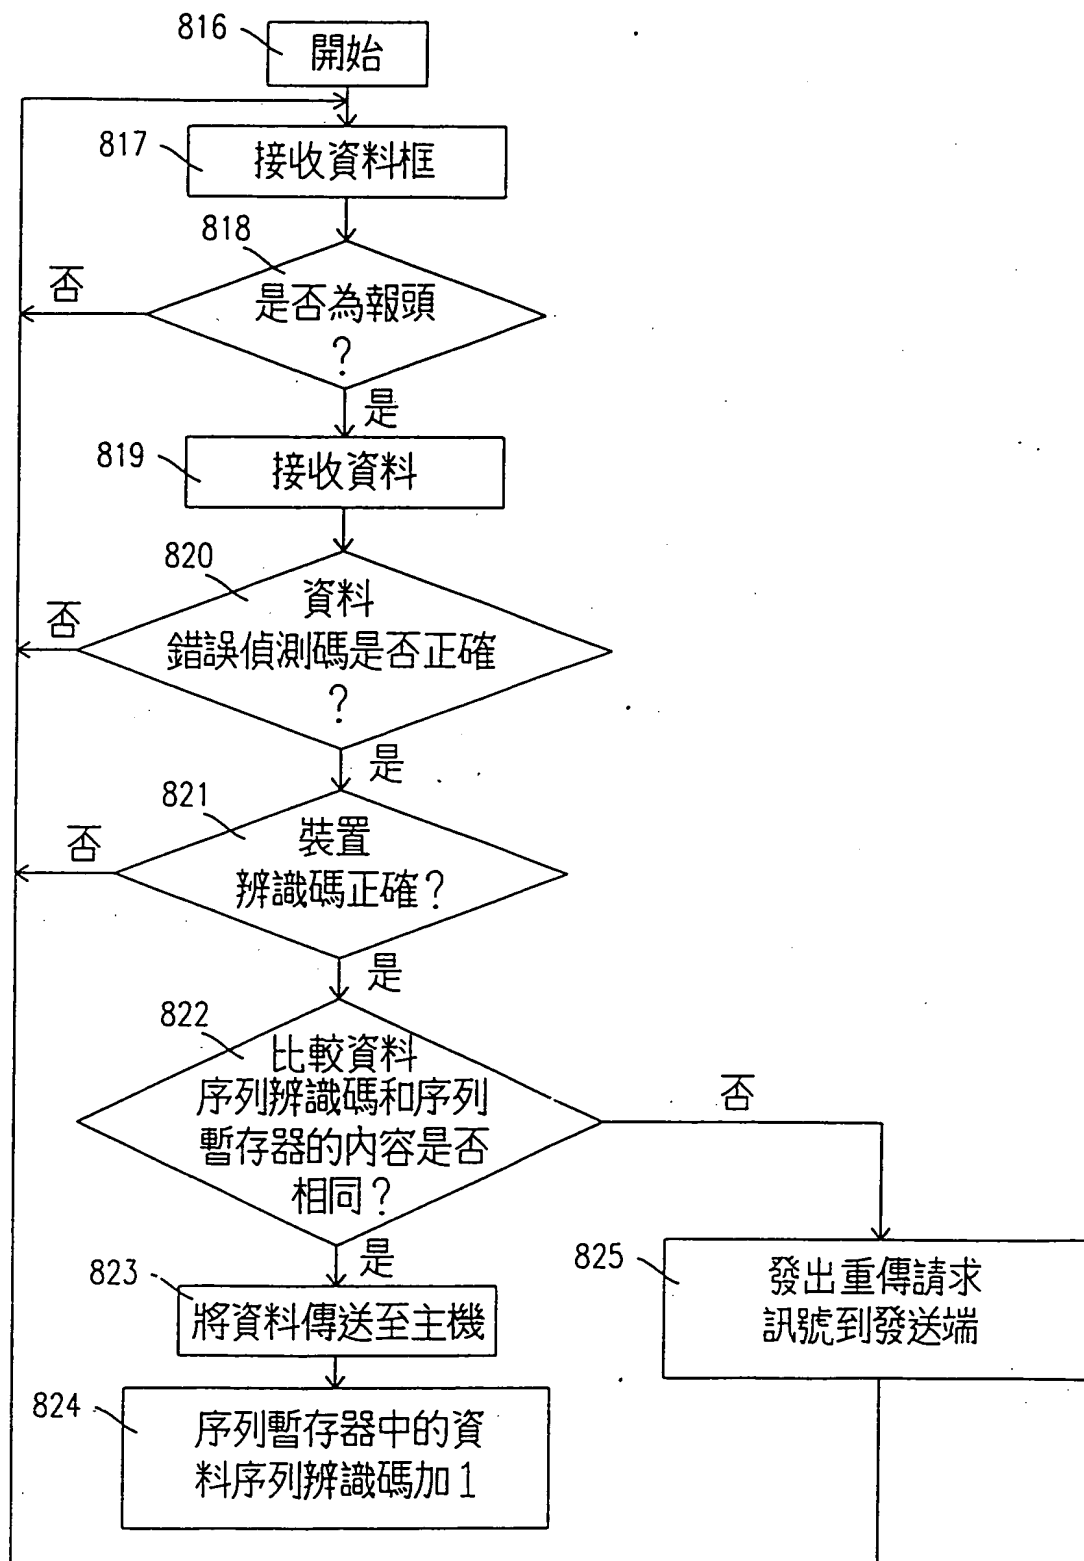 816
開始
817
接收資料框
818
是否為報頭
?
否
是
819
接收資料
820
資料
錯誤偵測碼是否正確
?
否
是
821
裝置
辨識碼正確?
否
是
822
比較資料
序列辨識碼和序列
暫存器的內容是否
相同?
否
是
823
將資料傳送至主機
825
發出重傳請求
訊號到發送端
824
序列暫存器中的資
料序列辨識碼加1